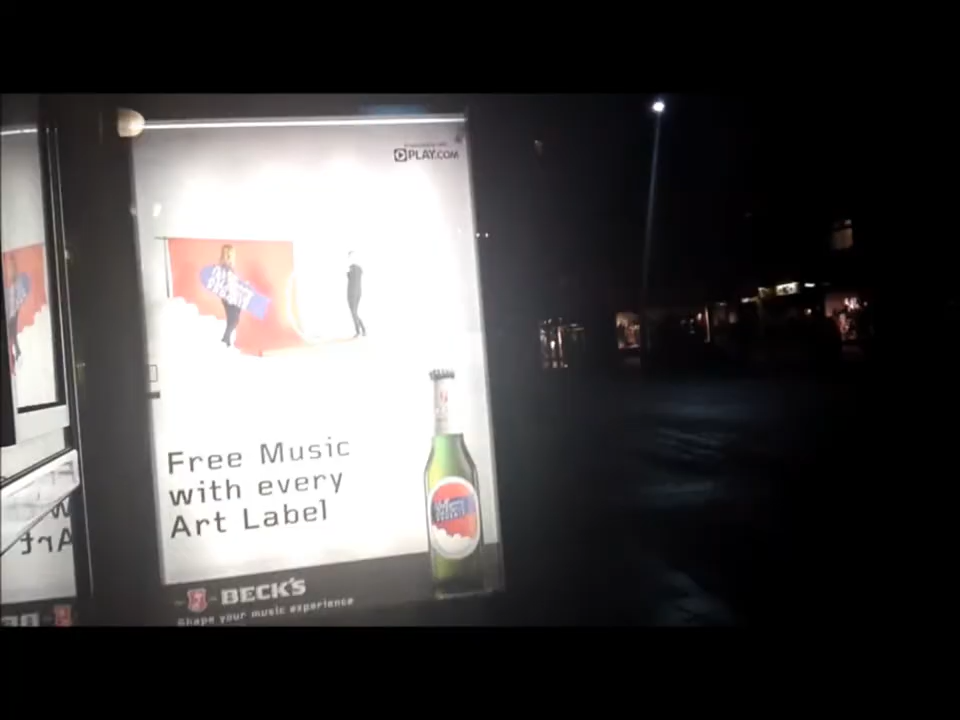 PLAY.COM
Free Music
with every
Art Label
BECK'S
Shape your music experience